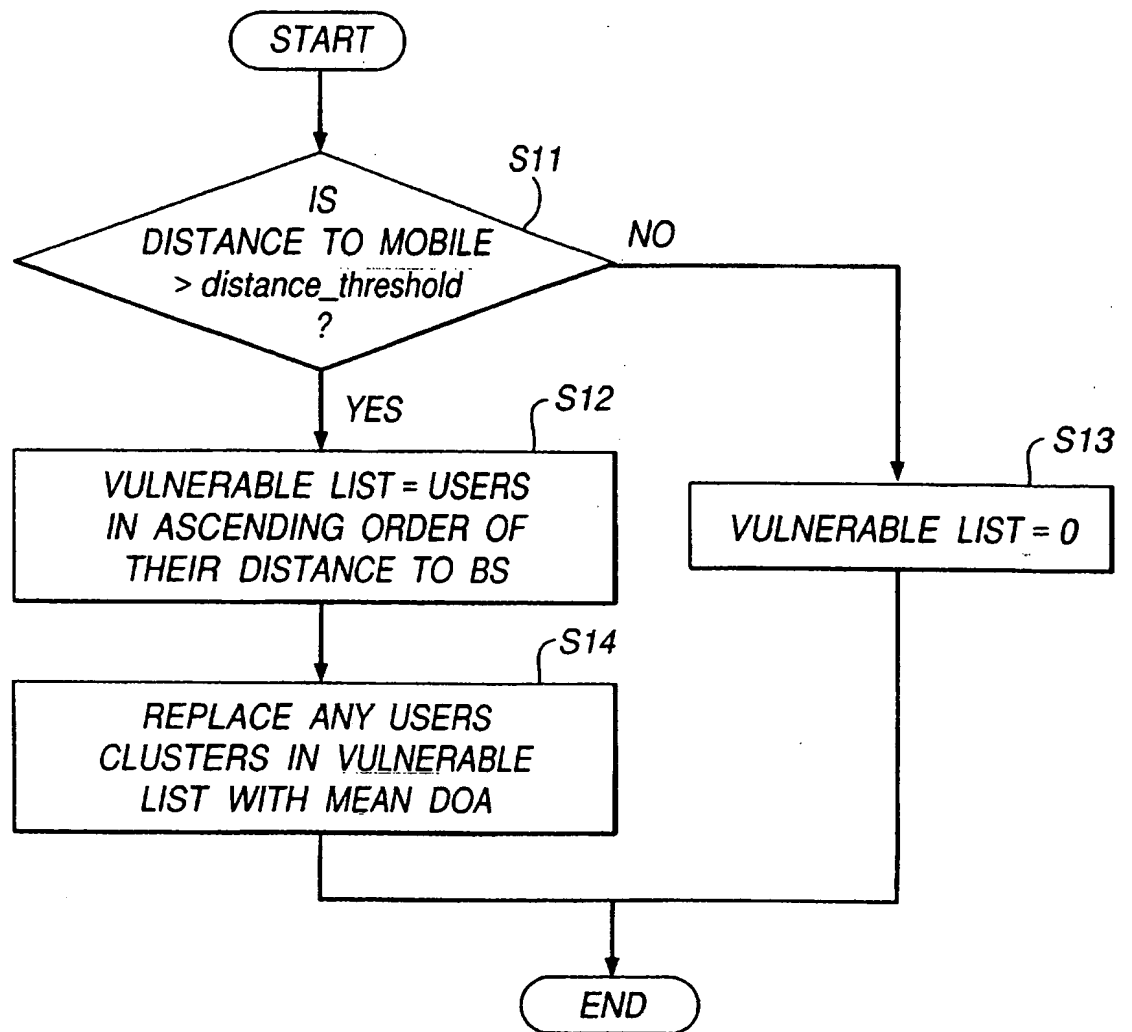 START
S11
IS
DISTANCE TO MOBILE
> distance_threshold
?
NO
YES
S12
VULNERABLE LIST = USERS
IN ASCENDING ORDER OF
THEIR DISTANCE TO BS
S13
VULNERABLE LIST = 0
S14
REPLACE ANY USERS
CLUSTERS IN VULNERABLE
LIST WITH MEAN DOA
END